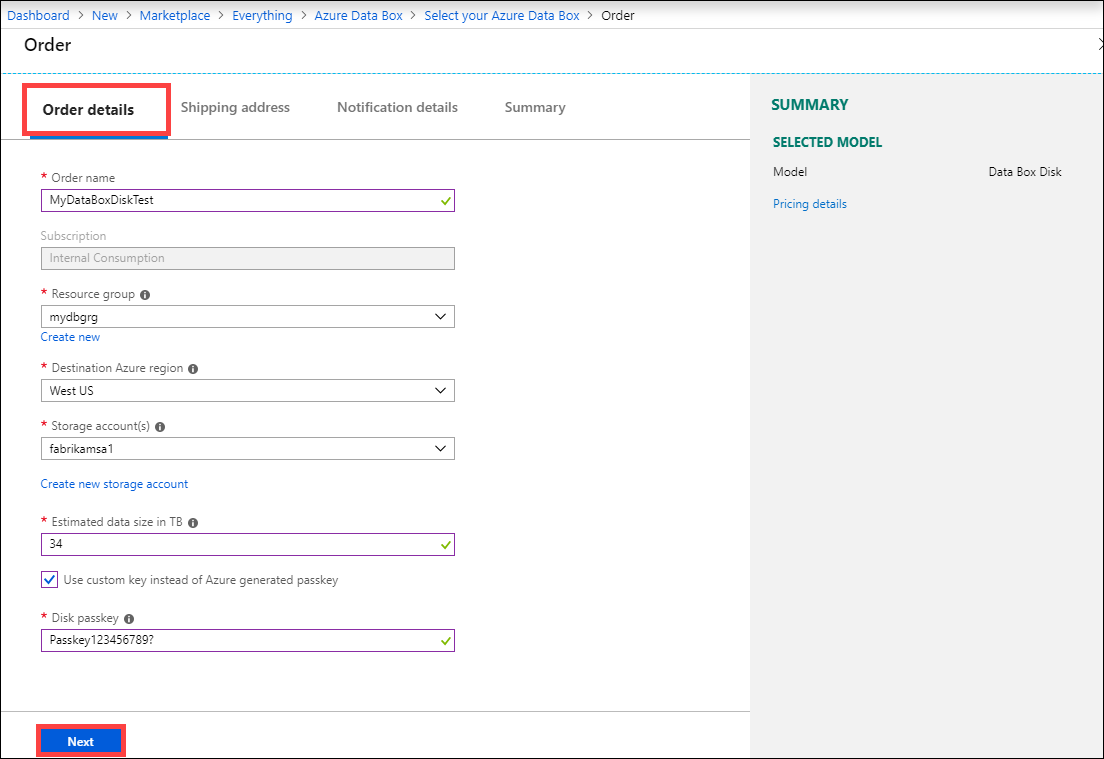 Dashboard > New > Marketplace > Everything > Azure Data Box > Select your Azure Data Box > Order
Order
Order details Shipping address Notification details Summary
* Order name
MyDataBoxDiskTest
Subscription
Internal Consumption
* Resource group
mydbgrg
Create new
* Destination Azure region
West US
* Storage account(s)
fabrikamsa1
Create new storage account
* Estimated data size in TB
34
Use custom key instead of Azure generated passkey
* Disk passkey
Passkey123456789?
Next
SUMMARY
SELECTED MODEL
Model Data Box Disk
Pricing details